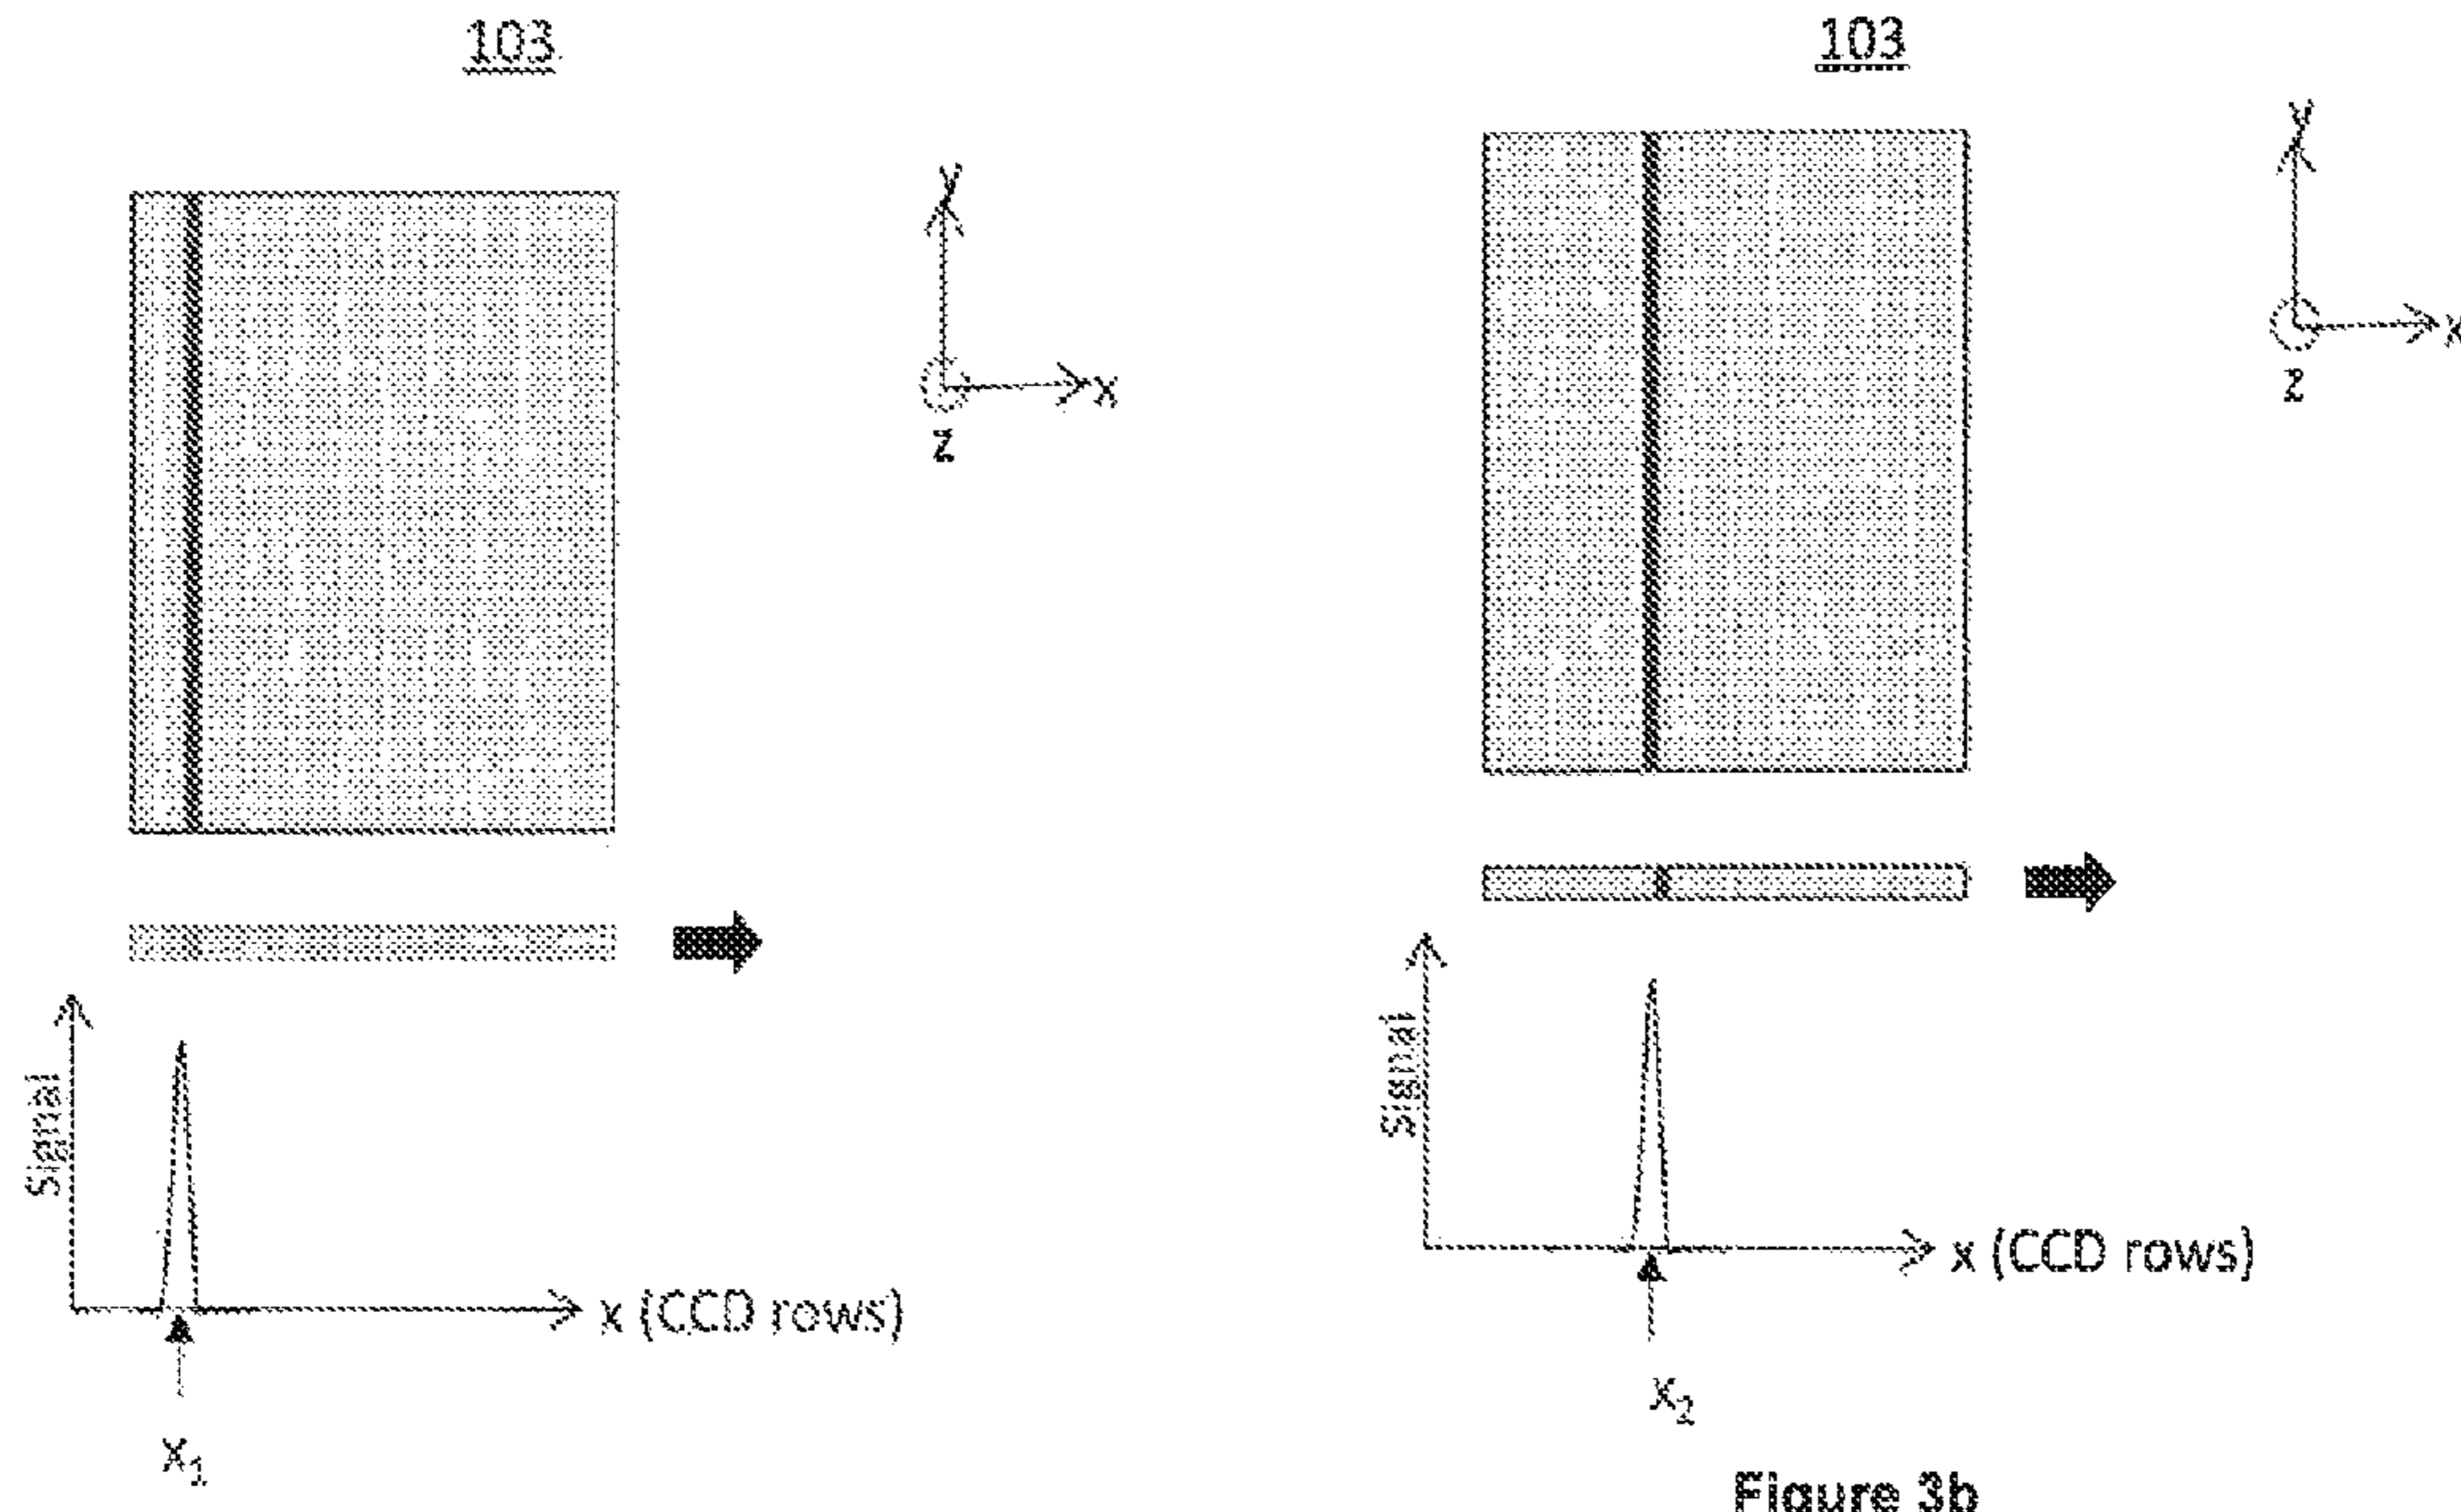 103
y
x
z
Signal
x (CCD rows)
x₁
103
y
x
z
Signal
x (CCD rows)
x₂
Figure 3b